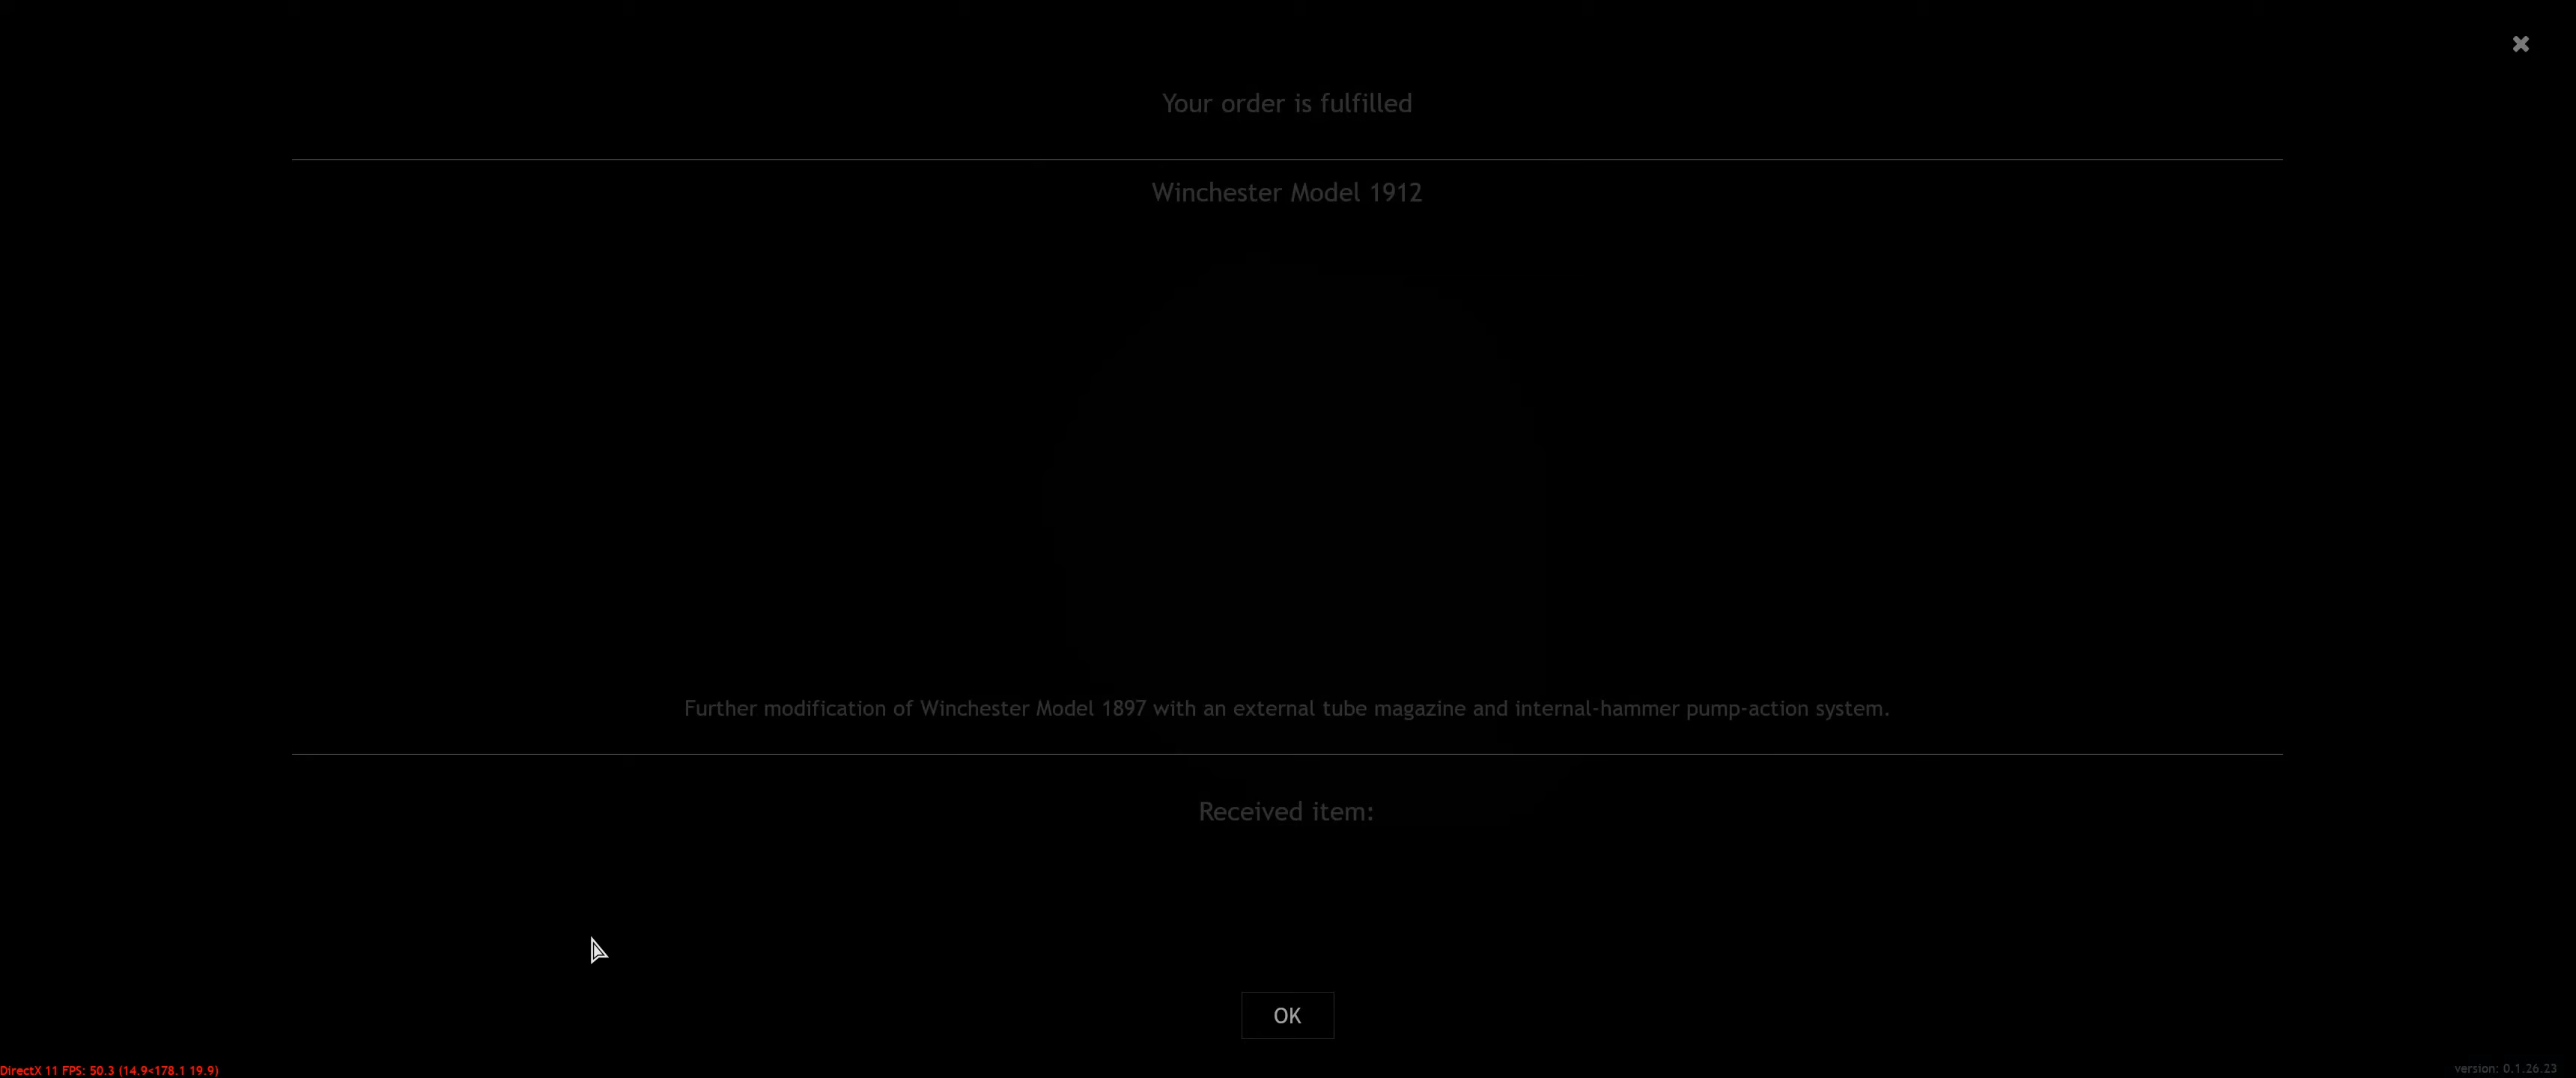 Your order is fulfilled
Winchester Model 1912
Further modification of Winchester Model 1897 with an external tube magazine and internal-hammer pump-action system.
Received item:
OK
DirectX 11 FPS: 50.3 (14.9<178.1 19.9)
version: 0.1.26.23